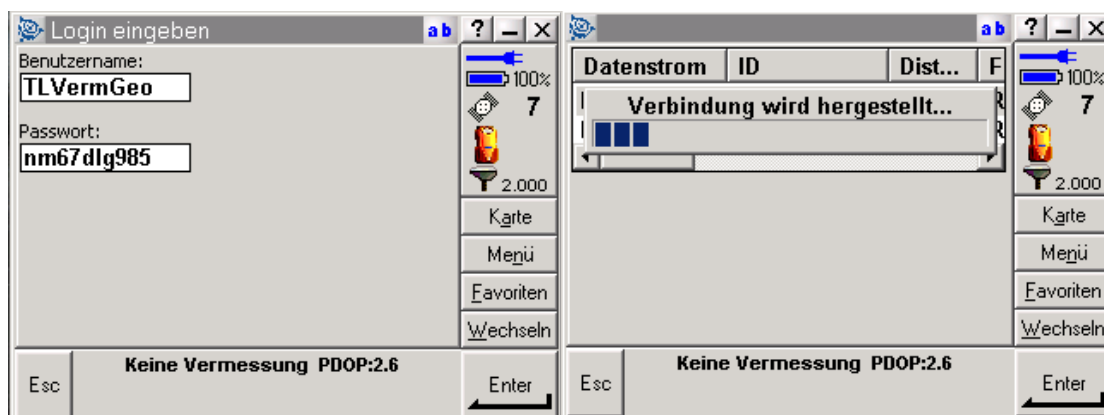 Login eingeben
ab
?
Benutzername:
TLVermGeo
Passwort:
nm67dlg985
100%
7
2.000
Karte
Menü
Favoriten
Wechseln
Esc
Keine Vermessung PDOP:2.6
Enter
ab
?
Datenstrom ID Dist... F
Verbindung wird hergestellt...
R
R
100%
7
2.000
Karte
Menü
Favoriten
Wechseln
Esc
Keine Vermessung PDOP:2.6
Enter